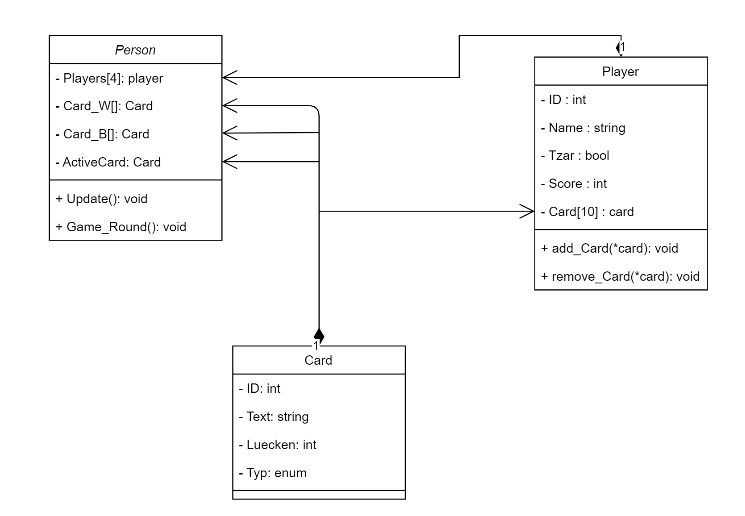 Person
- Players[4]: player
- Card_W[]: Card
- Card_B[]: Card
- ActiveCard: Card
+ Update(): void
+ Game_Round(): void
1
Player
- ID : int
- Name : string
- Tzar : bool
- Score : int
- Card[10] : card
+ add_Card(*card): void
+ remove_Card(*card): void
1
Card
- ID: int
- Text: string
- Luecken: int
- Typ: enum